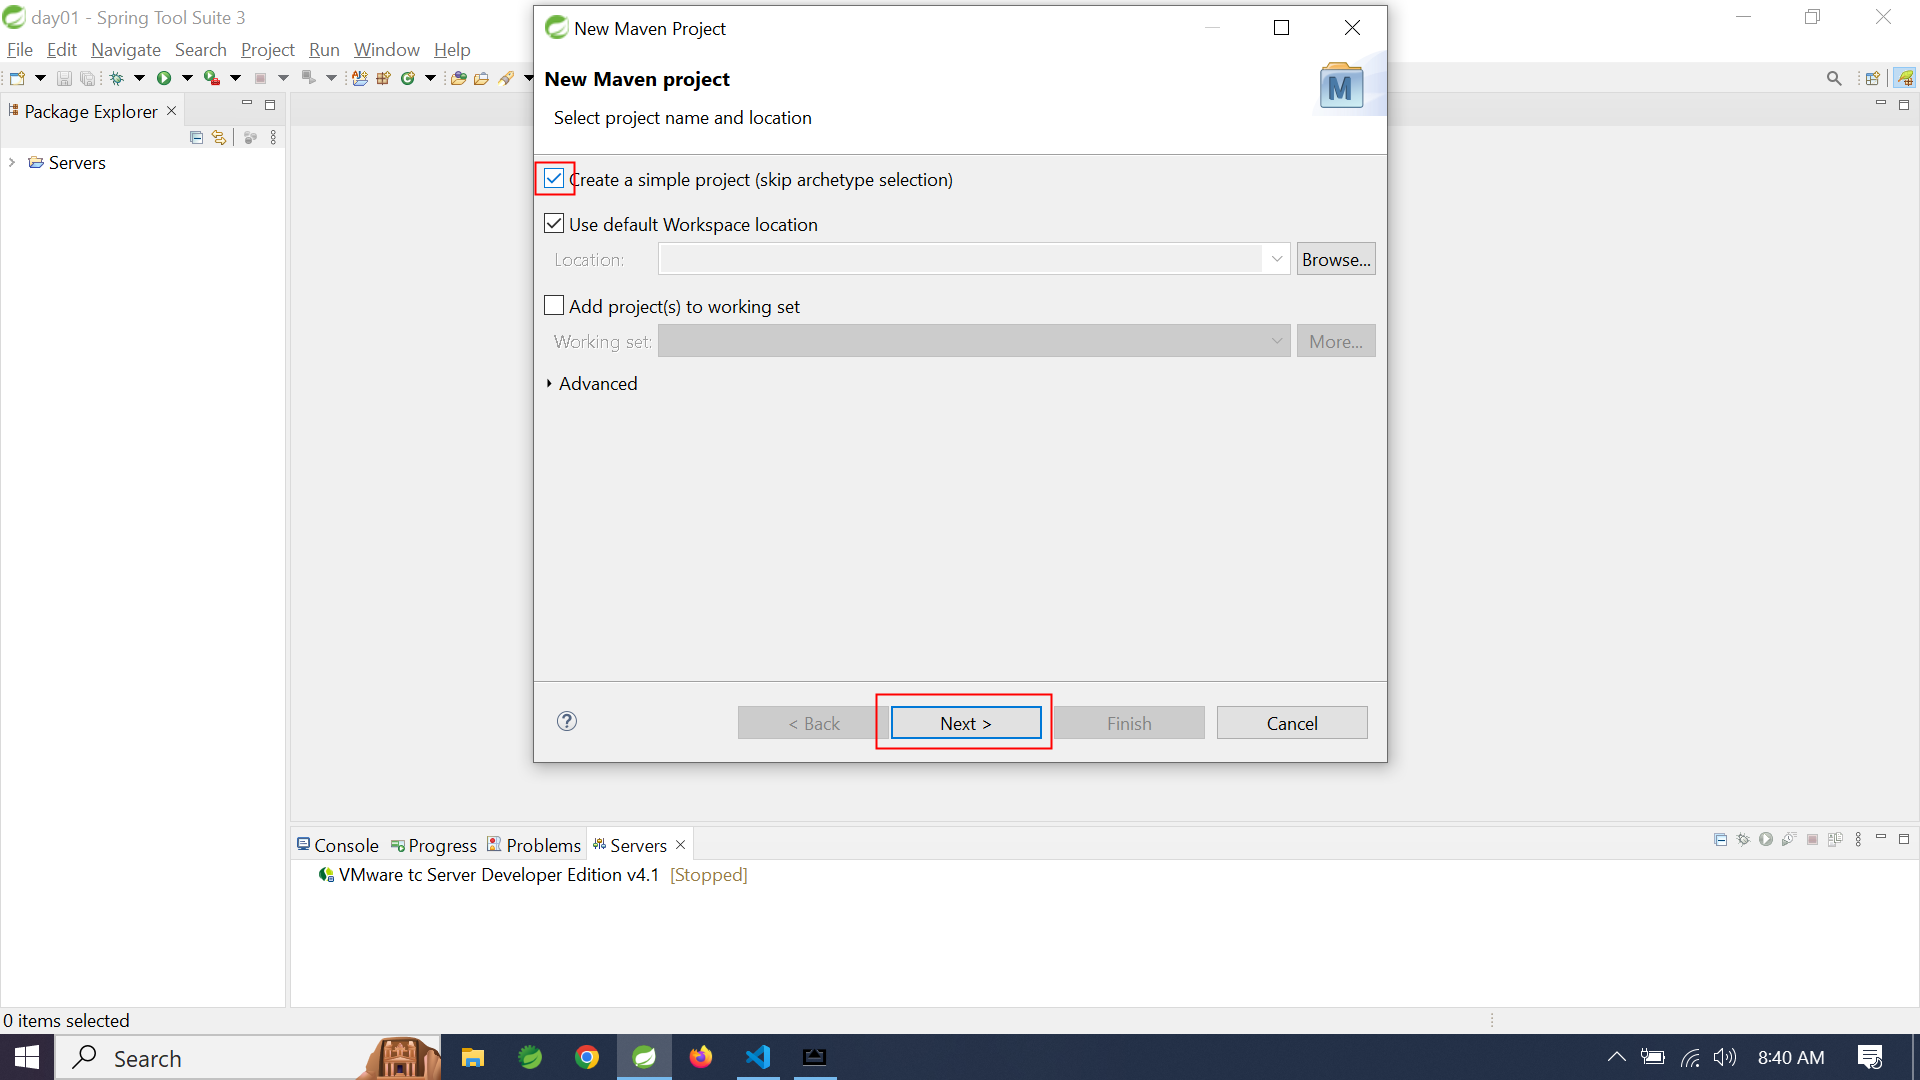 day01 - Spring Tool Suite 3
File Edit Navigate Search Project Run Window Help
Package Explorer
Servers
New Maven Project
New Maven project
Select project name and location
M
Create a simple project (skip archetype selection)
Use default Workspace location
Location:
Browse...
Add project(s) to working set
Working set:
More...
Advanced
< Back
Next >
Finish
Cancel
Console Progress Problems Servers
VMware tc Server Developer Edition v4.1 [Stopped]
0 items selected
Search
8:40 AM